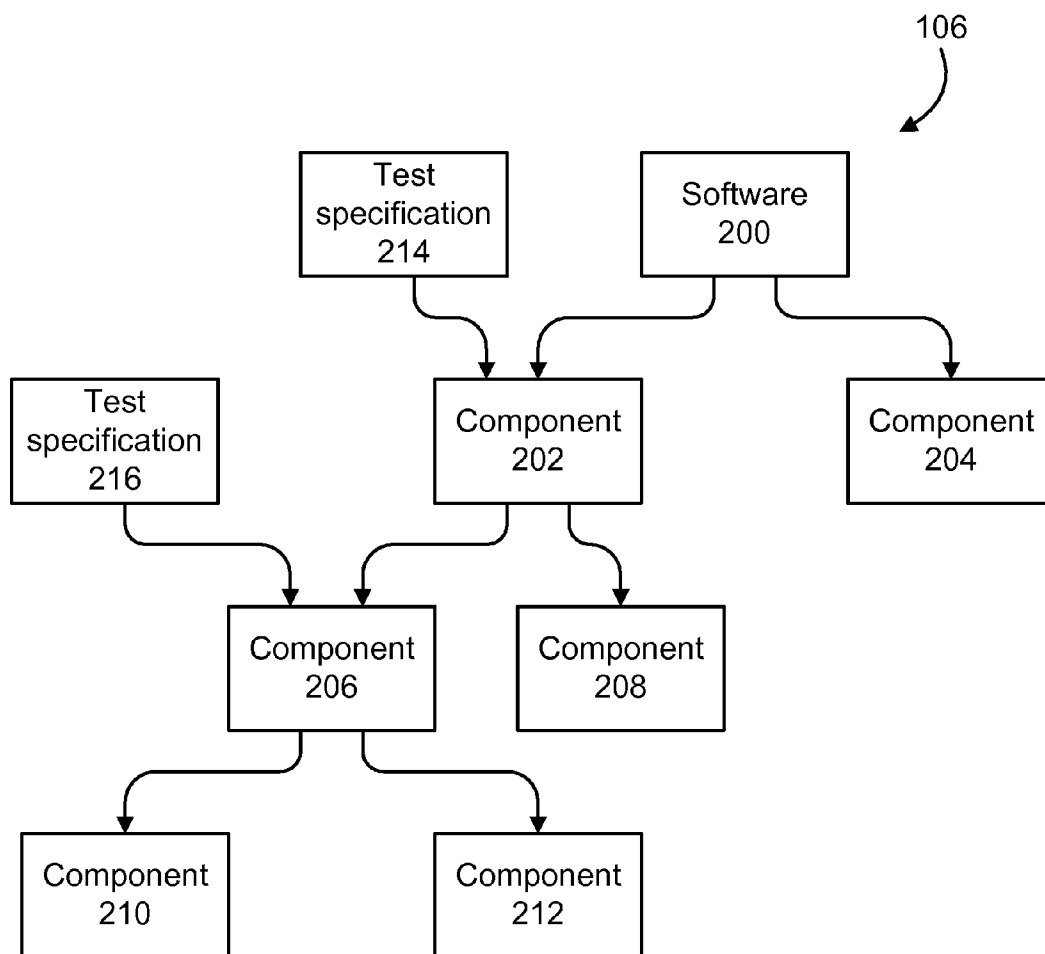 106
Test
specification
214
Software
200
Test
specification
216
Component
202
Component
204
Component
206
Component
208
Component
210
Component
212